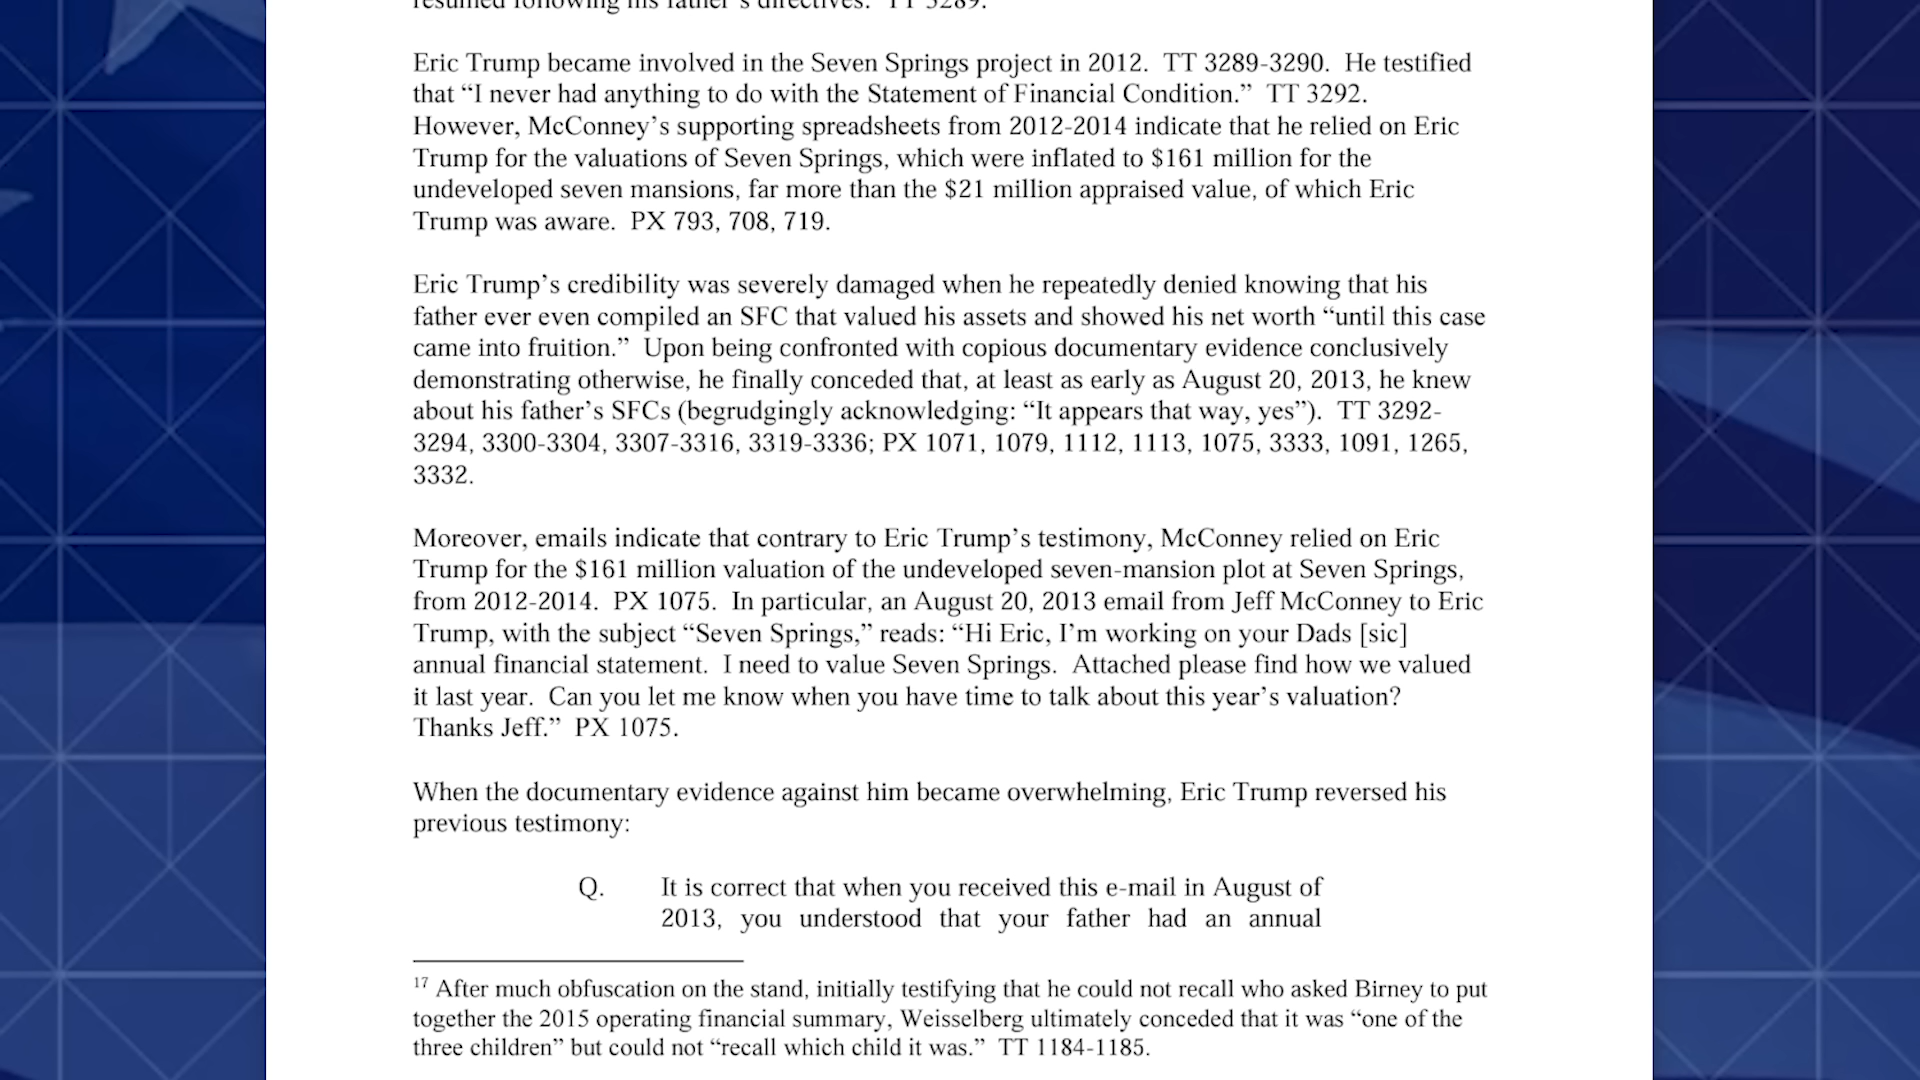 resumed following his father's directives.  TT 3289.
Eric Trump became involved in the Seven Springs project in 2012.  TT 3289-3290.  He testified
that “I never had anything to do with the Statement of Financial Condition.”  TT 3292.
However, McConney’s supporting spreadsheets from 2012-2014 indicate that he relied on Eric
Trump for the valuations of Seven Springs, which were inflated to $161 million for the
undeveloped seven mansions, far more than the $21 million appraised value, of which Eric
Trump was aware.  PX 793, 708, 719.
Eric Trump’s credibility was severely damaged when he repeatedly denied knowing that his
father ever even compiled an SFC that valued his assets and showed his net worth “until this case
came into fruition.”  Upon being confronted with copious documentary evidence conclusively
demonstrating otherwise, he finally conceded that, at least as early as August 20, 2013, he knew
about his father’s SFCs (begrudgingly acknowledging: “It appears that way, yes”).  TT 3292-
3294, 3300-3304, 3307-3316, 3319-3336; PX 1071, 1079, 1112, 1113, 1075, 3333, 1091, 1265,
3332.
Moreover, emails indicate that contrary to Eric Trump’s testimony, McConney relied on Eric
Trump for the $161 million valuation of the undeveloped seven-mansion plot at Seven Springs,
from 2012-2014.  PX 1075.  In particular, an August 20, 2013 email from Jeff McConney to Eric
Trump, with the subject “Seven Springs,” reads: “Hi Eric, I’m working on your Dads [sic]
annual financial statement.  I need to value Seven Springs.  Attached please find how we valued
it last year.  Can you let me know when you have time to talk about this year’s valuation?
Thanks Jeff.”  PX 1075.
When the documentary evidence against him became overwhelming, Eric Trump reversed his
previous testimony:
Q. It is correct that when you received this e-mail in August of
2013, you understood that your father had an annual
17 After much obfuscation on the stand, initially testifying that he could not recall who asked Birney to put
together the 2015 operating financial summary, Weisselberg ultimately conceded that it was “one of the
three children” but could not “recall which child it was.”  TT 1184-1185.